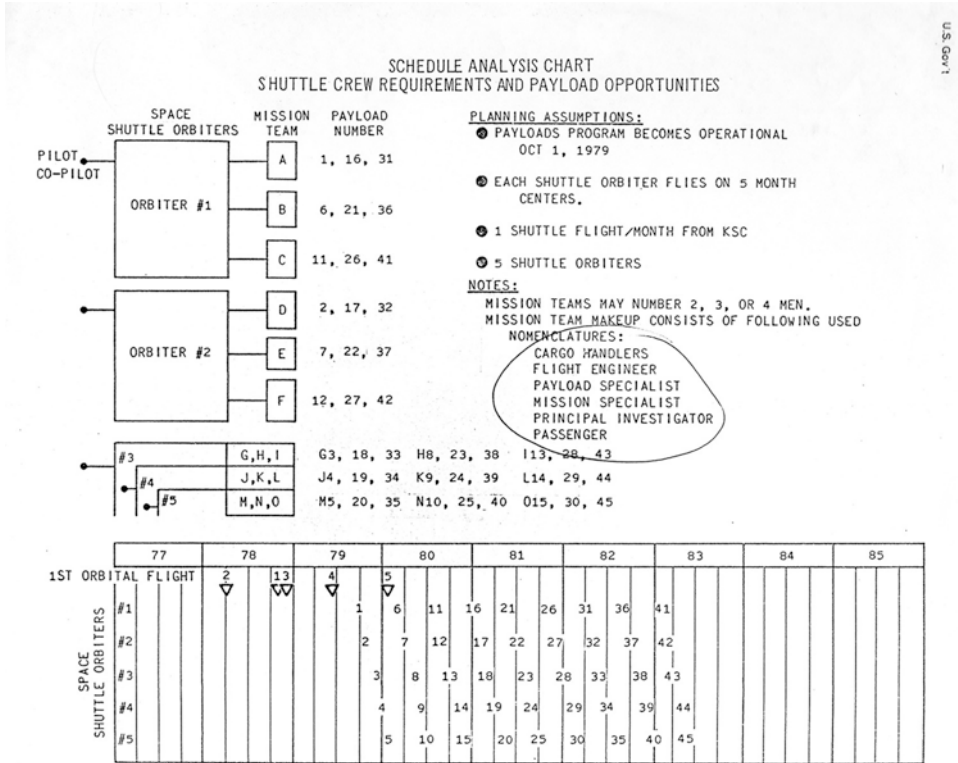 U.S. Gov't
SCHEDULE ANALYSIS CHART
SHUTTLE CREW REQUIREMENTS AND PAYLOAD OPPORTUNITIES
SPACE
SHUTTLE ORBITERS
MISSION
TEAM
PAYLOAD
NUMBER
PILOT
CO-PILOT
ORBITER #1
A 1, 16, 31
B 6, 21, 36
C 11, 26, 41
ORBITER #2
D 2, 17, 32
E 7, 22, 37
F 12, 27, 42
#3 G,H,I G3, 18, 33 H8, 23, 38 I13, 28, 43
#4 J,K,L J4, 19, 34 K9, 24, 39 L14, 29, 44
#5 M,N,O M5, 20, 35 N10, 25, 40 O15, 30, 45
PLANNING ASSUMPTIONS:
PAYLOADS PROGRAM BECOMES OPERATIONAL
OCT 1, 1979
EACH SHUTTLE ORBITER FLIES ON 5 MONTH
CENTERS.
1 SHUTTLE FLIGHT/MONTH FROM KSC
5 SHUTTLE ORBITERS
NOTES:
MISSION TEAMS MAY NUMBER 2, 3, OR 4 MEN.
MISSION TEAM MAKEUP CONSISTS OF FOLLOWING USED
NOMENCLATURES:
CARGO HANDLERS
FLIGHT ENGINEER
PAYLOAD SPECIALIST
MISSION SPECIALIST
PRINCIPAL INVESTIGATOR
PASSENGER
77 78 79 80 81 82 83 84 85
1ST ORBITAL FLIGHT 2 1 3 4 5
SPACE
SHUTTLE ORBITERS
#1 1 6 11 16 21 26 31 36 41
#2 2 7 12 17 22 27 32 37 42
#3 3 8 13 18 23 28 33 38 43
#4 4 9 14 19 24 29 34 39 44
#5 5 10 15 20 25 30 35 40 45